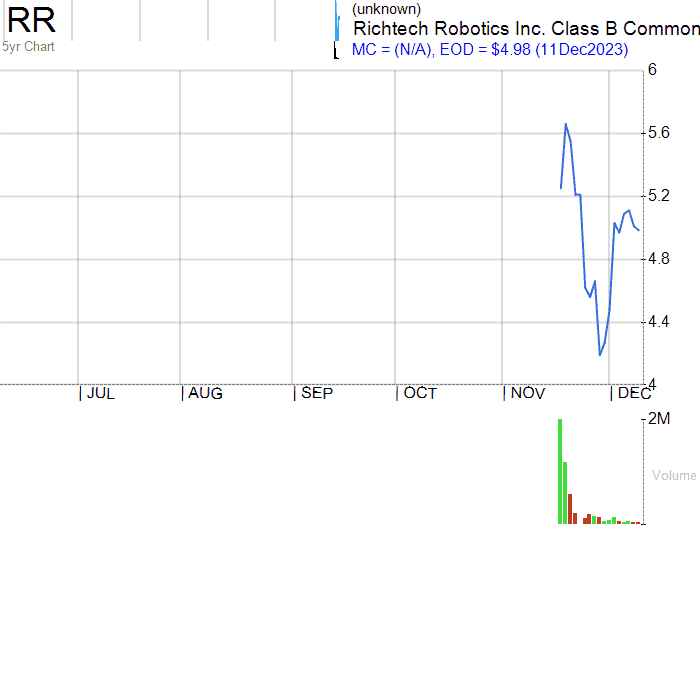 RR
5yr Chart
(unknown)
Richtech Robotics Inc. Class B Common
MC = (N/A), EOD = $4.98 (11Dec2023)
6
5.6
5.2
4.8
4.4
4
| JUL | AUG | SEP | OCT | NOV | DEC
2M
Volume